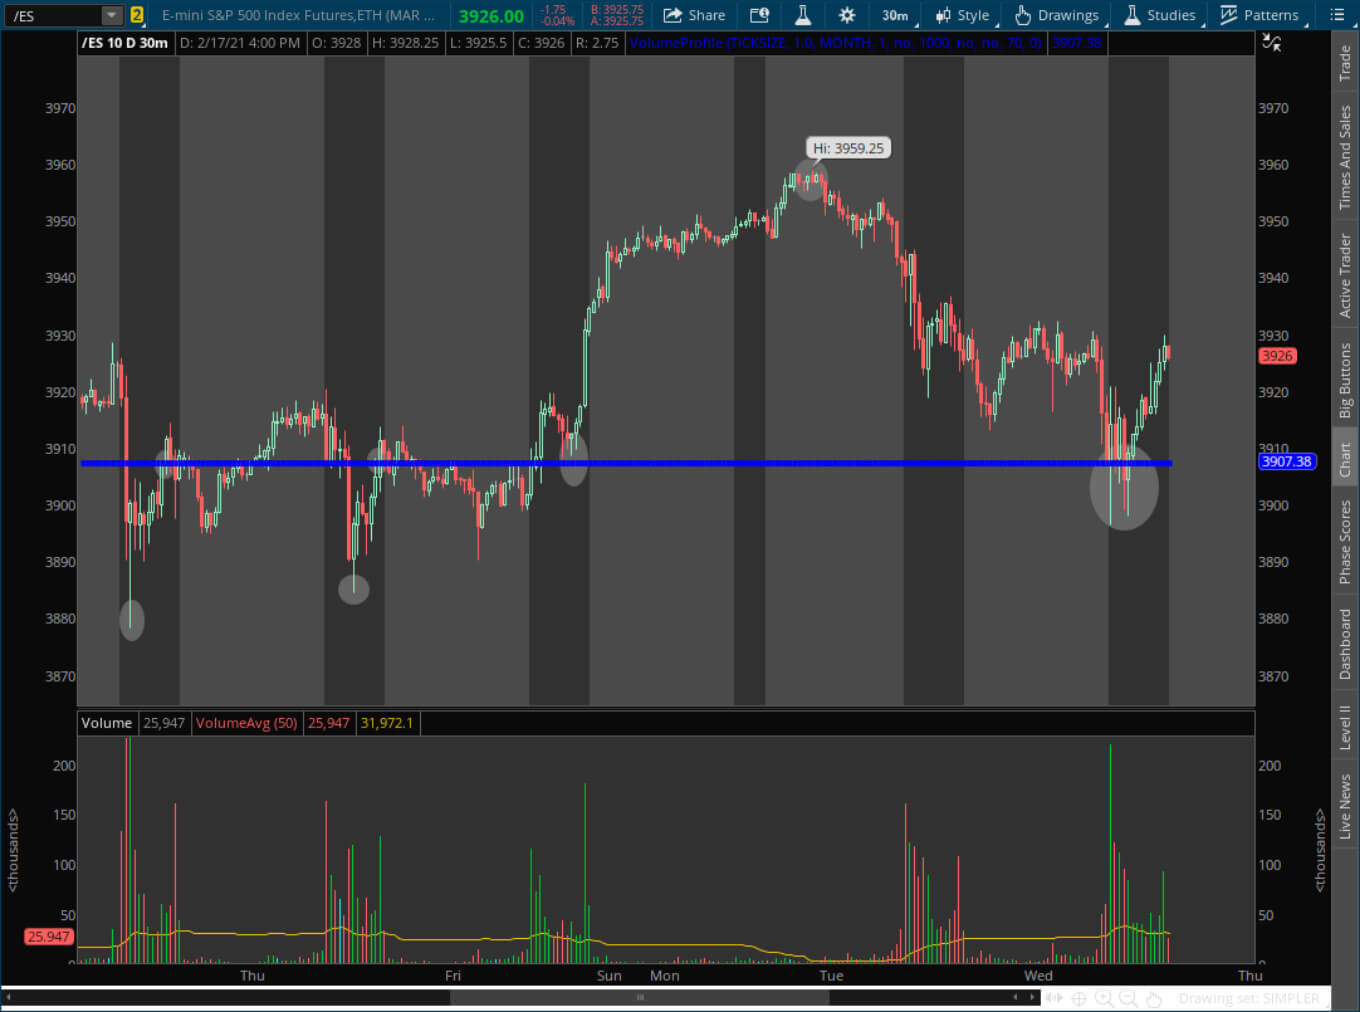 /ES 2 E-mini S&P 500 Index Futures,ETH (MAR ... 3926.00 -1.75 -0.04% B: 3925.75 A: 3925.75 Share 30m Style Drawings Studies Patterns
/ES 10 D 30m D: 2/17/21 4:00 PM O: 3928 H: 3928.25 L: 3925.5 C: 3926 R: 2.75 VolumeProfile (TICKSIZE, 1.0, MONTH, 1, no, 1000, no, no, 70, 0) 3907.38
3970 3970
Hi: 3959.25
3960 3960
3950 3950
3940 3940
3930 3930
3926
3920 3920
3910 3910
3907.38
3900 3900
3890 3890
3880 3880
3870 3870
Volume 25,947 VolumeAvg (50) 25,947 31,972.1
200 200
150 150
100 100
50 50
25,947
0 0
<thousands> <thousands>
Thu Fri Sun Mon Tue Wed Thu
Drawing set: SIMPLER
Trade
Times And Sales
Active Trader
Big Buttons
Chart
Phase Scores
Dashboard
Level II
Live News